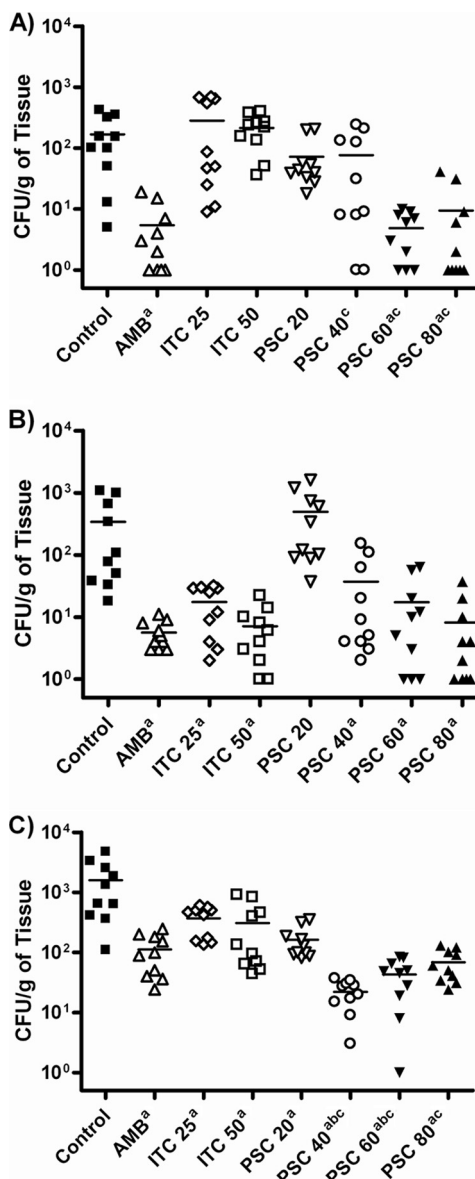 A)
CFU/g of Tissue
10⁴
10³
10²
10¹
10⁰
Control
AMBᵃ
ITC 25
ITC 50
PSC 20
PSC 40ᶜ
PSC 60ᵃᶜ
PSC 80ᵃᶜ
B)
CFU/g of Tissue
10⁴
10³
10²
10¹
10⁰
Control
AMBᵃ
ITC 25ᵃ
ITC 50ᵃ
PSC 20
PSC 40ᵃ
PSC 60ᵃ
PSC 80ᵃ
C)
CFU/g of Tissue
10⁴
10³
10²
10¹
10⁰
Control
AMBᵃ
ITC 25ᵃ
ITC 50ᵃ
PSC 20ᵃ
PSC 40ᵃᵇᶜ
PSC 60ᵃᵇᶜ
PSC 80ᵃᶜ